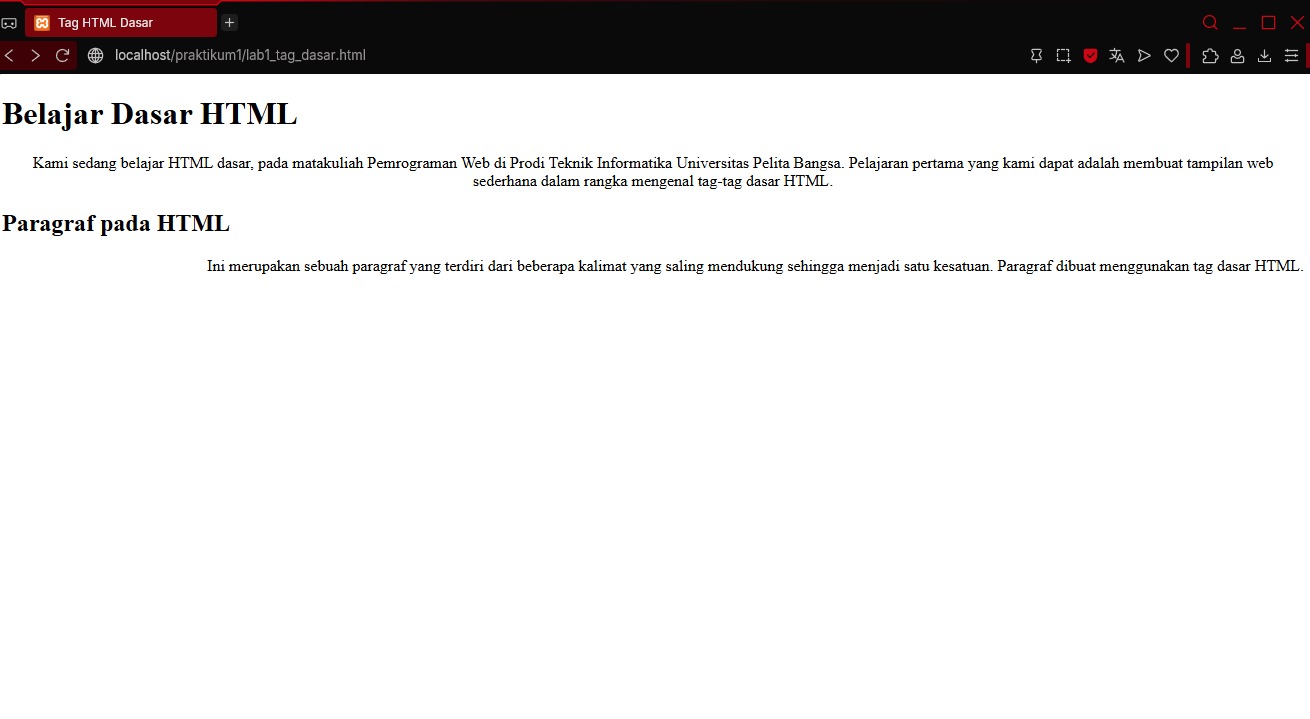 Tag HTML Dasar
localhost/praktikum1/lab1_tag_dasar.html
Belajar Dasar HTML
Kami sedang belajar HTML dasar, pada matakuliah Pemrograman Web di Prodi Teknik Informatika Universitas Pelita Bangsa. Pelajaran pertama yang kami dapat adalah membuat tampilan web
sederhana dalam rangka mengenal tag-tag dasar HTML.
Paragraf pada HTML
Ini merupakan sebuah paragraf yang terdiri dari beberapa kalimat yang saling mendukung sehingga menjadi satu kesatuan. Paragraf dibuat menggunakan tag dasar HTML.